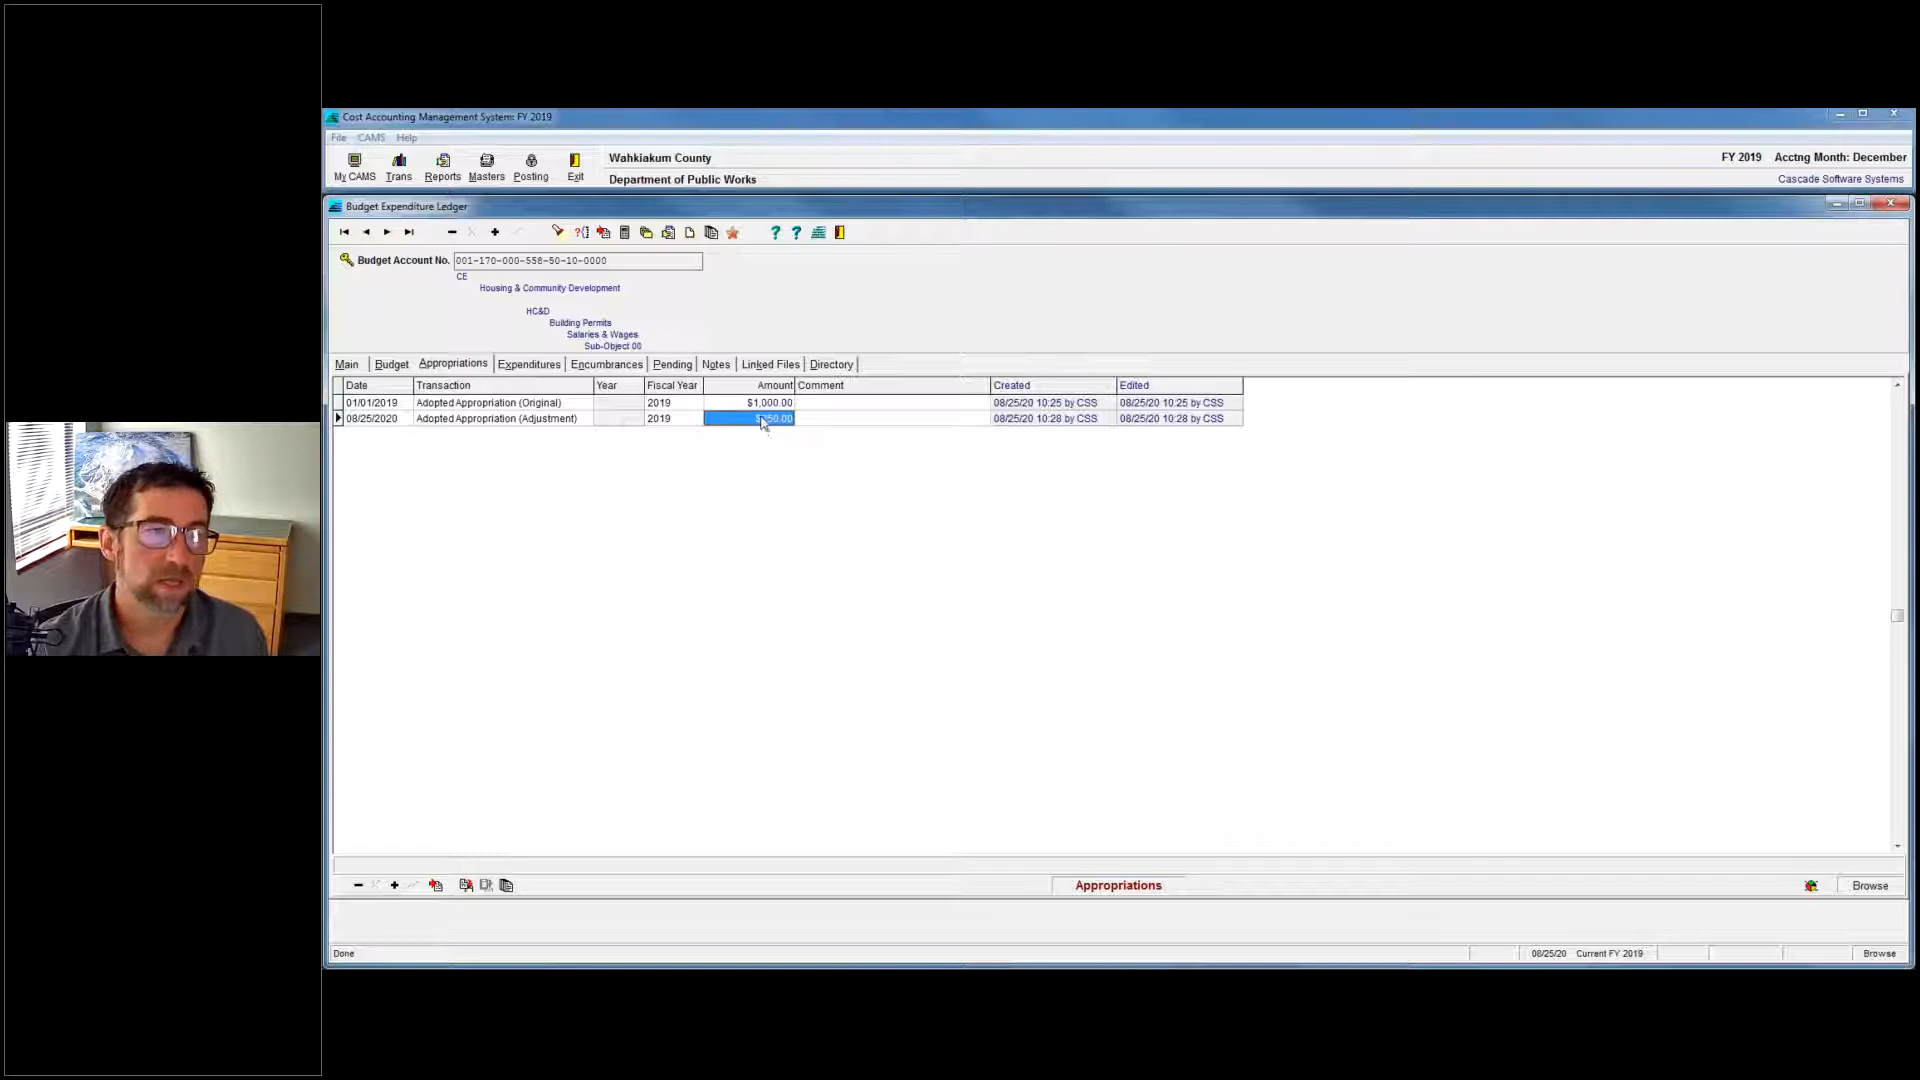 Cost Accounting Management System: FY 2019
File CAMS Help
My CAMS Trans Reports Masters Posting Exit
Wahkiakum County
Department of Public Works
FY 2019 Acctng Month: December
Cascade Software Systems
Budget Expenditure Ledger
Budget Account No. 001-170-000-558-50-10-0000
CE
Housing & Community Development
HC&D
Building Permits
Salaries & Wages
Sub-Object 00
Main Budget Appropriations Expenditures Encumbrances Pending Notes Linked Files Directory
Date Transaction Year Fiscal Year Amount Comment Created Edited
01/01/2019 Adopted Appropriation (Original) 2019 $1,000.00 08/25/20 10:25 by CSS 08/25/20 10:25 by CSS
08/25/2020 Adopted Appropriation (Adjustment) 2019 08/25/20 10:28 by CSS 08/25/20 10:28 by CSS
Appropriations
Browse
Done
08/25/20 Current FY 2019
Browse